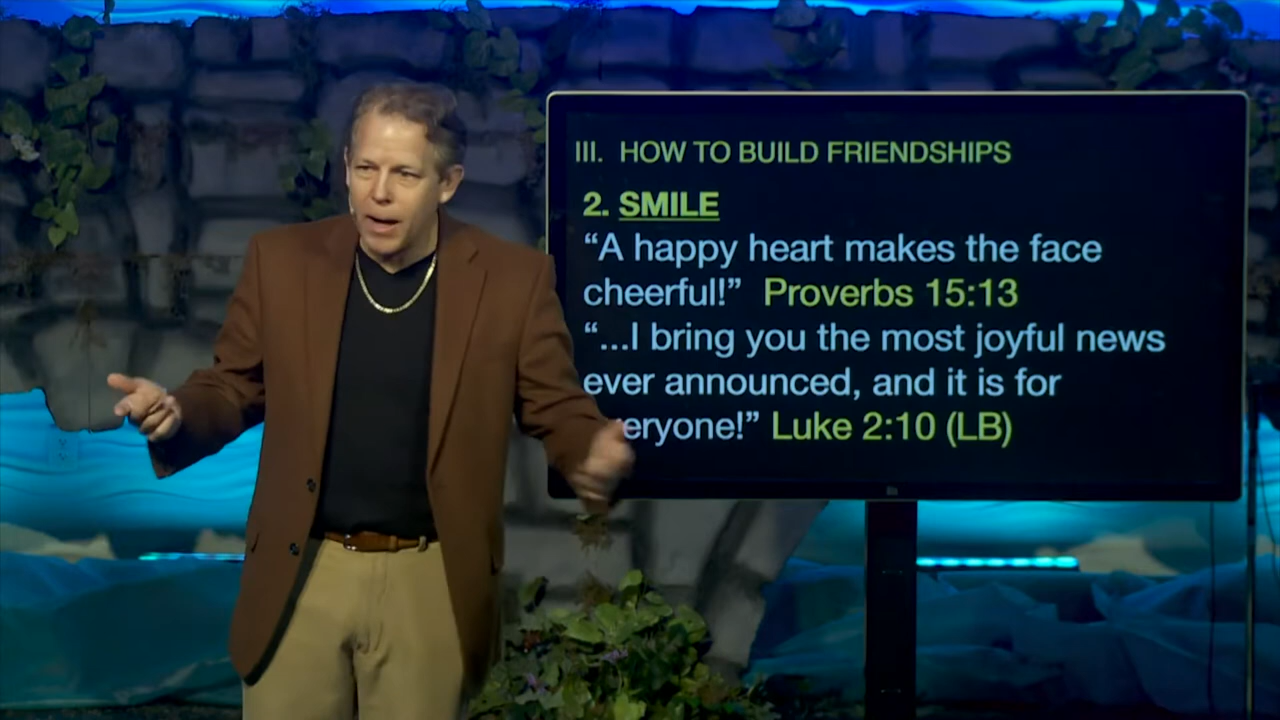 III. HOW TO BUILD FRIENDSHIPS
2. SMILE
“A happy heart makes the face
cheerful!” Proverbs 15:13
“...I bring you the most joyful news
ever announced, and it is for
eryone!” Luke 2:10 (LB)